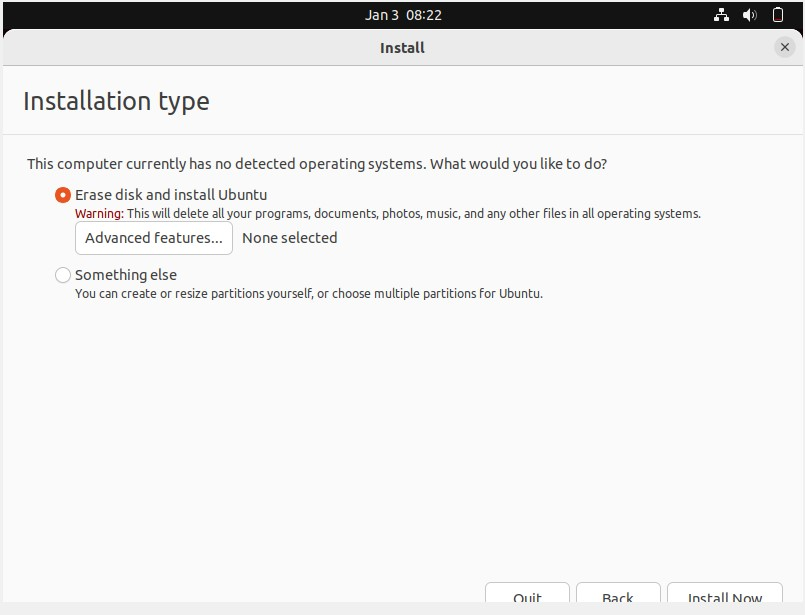 Jan 3 08:22
Install
Installation type
This computer currently has no detected operating systems. What would you like to do?
Erase disk and install Ubuntu
Warning: This will delete all your programs, documents, photos, music, and any other files in all operating systems.
Advanced features... None selected
Something else
You can create or resize partitions yourself, or choose multiple partitions for Ubuntu.
Quit Back Install Now